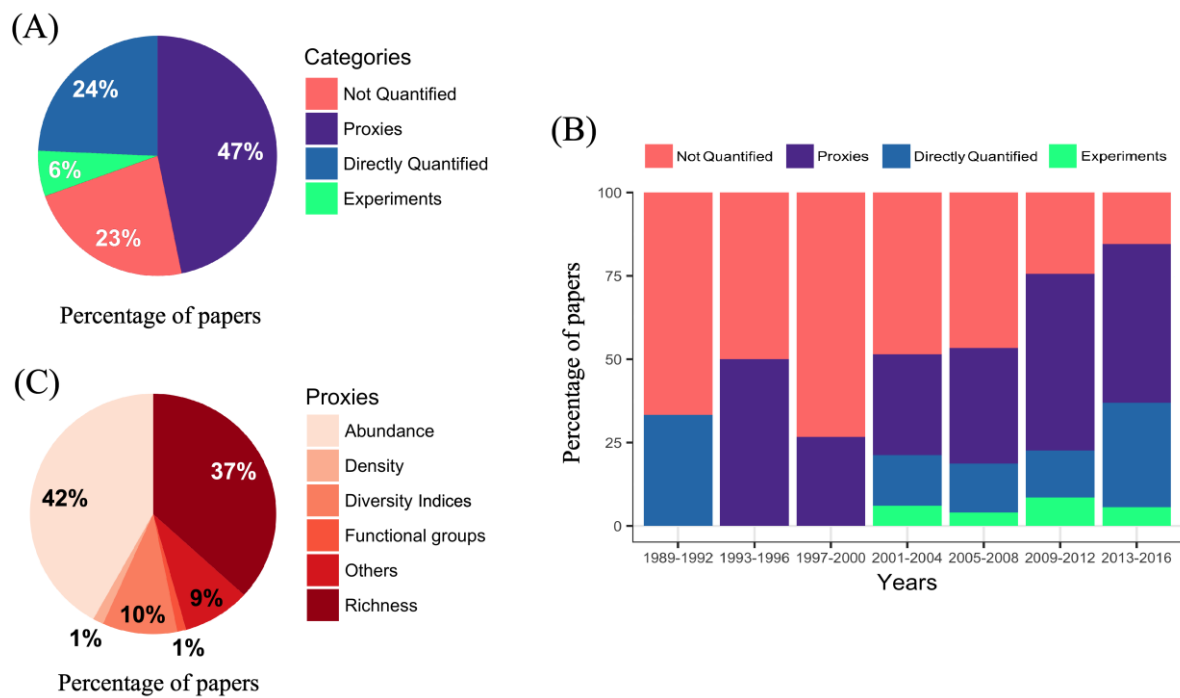 (A)
24%
47%
6%
23%
Percentage of papers
Categories
Not Quantified
Proxies
Directly Quantified
Experiments
(B)
Not Quantified Proxies Directly Quantified Experiments
Percentage of papers
100
75
50
25
0
1989-1992 1993-1996 1997-2000 2001-2004 2005-2008 2009-2012 2013-2016
Years
(C)
42%
37%
9%
10%
1%
1%
Percentage of papers
Proxies
Abundance
Density
Diversity Indices
Functional groups
Others
Richness